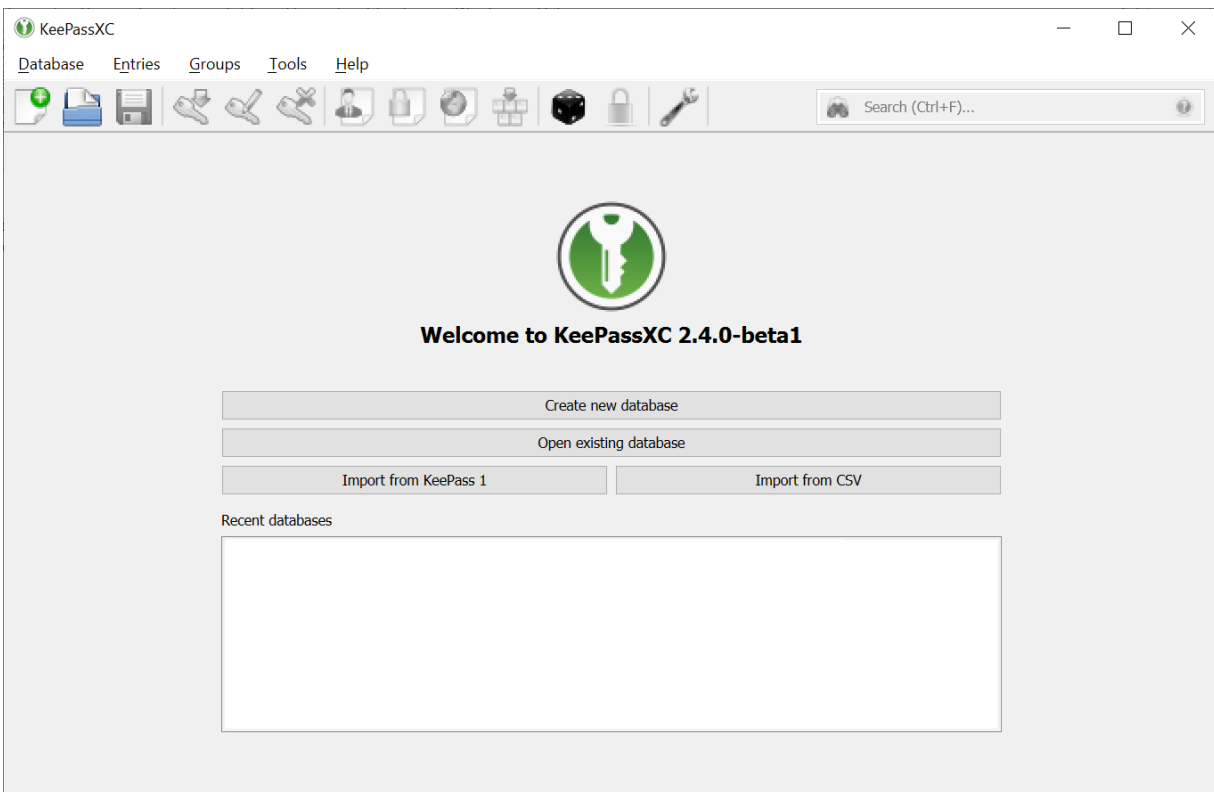 KeePassXC
Database Entries Groups Tools Help
Search (Ctrl+F)...
Welcome to KeePassXC 2.4.0-beta1
Create new database
Open existing database
Import from KeePass 1 Import from CSV
Recent databases